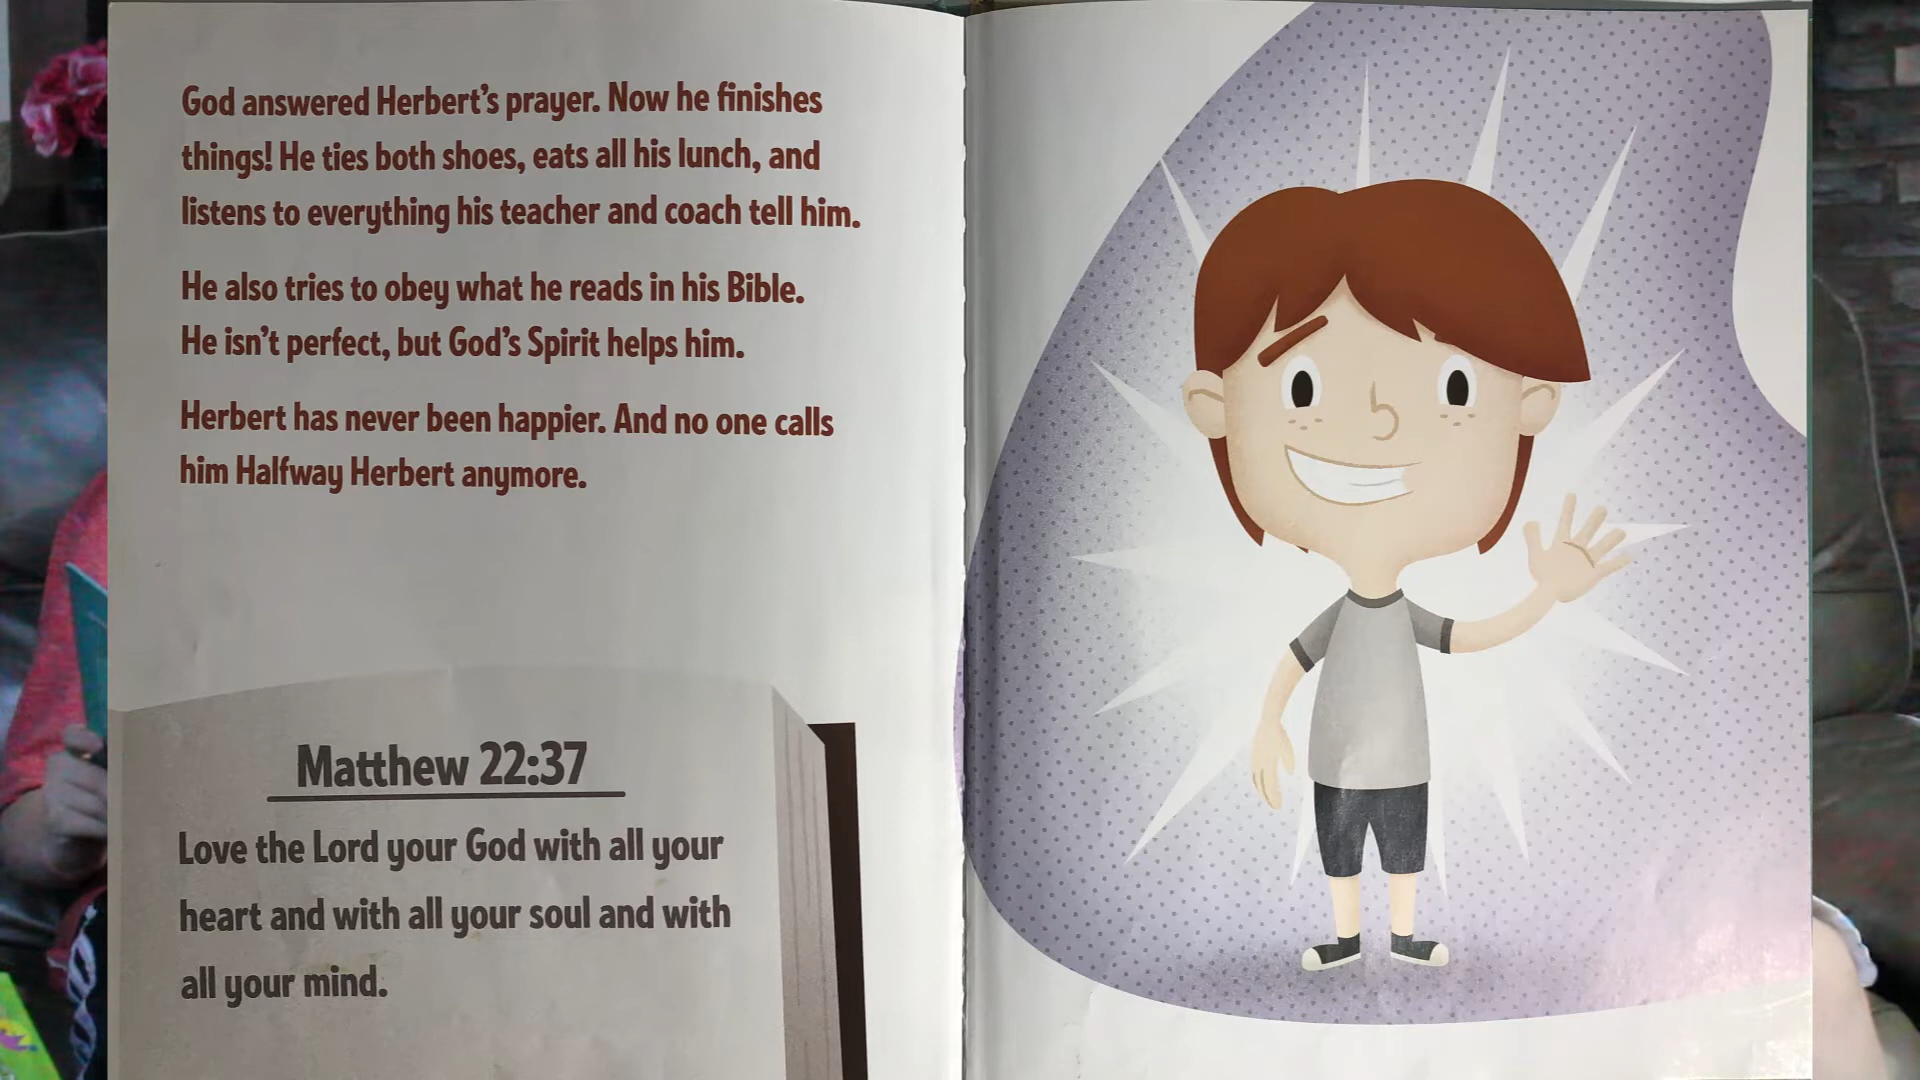 God answered Herbert's prayer. Now he finishes
things! He ties both shoes, eats all his lunch, and
listens to everything his teacher and coach tell him.
He also tries to obey what he reads in his Bible.
He isn't perfect, but God's Spirit helps him.
Herbert has never been happier. And no one calls
him Halfway Herbert anymore.
Matthew 22:37
Love the Lord your God with all your
heart and with all your soul and with
all your mind.